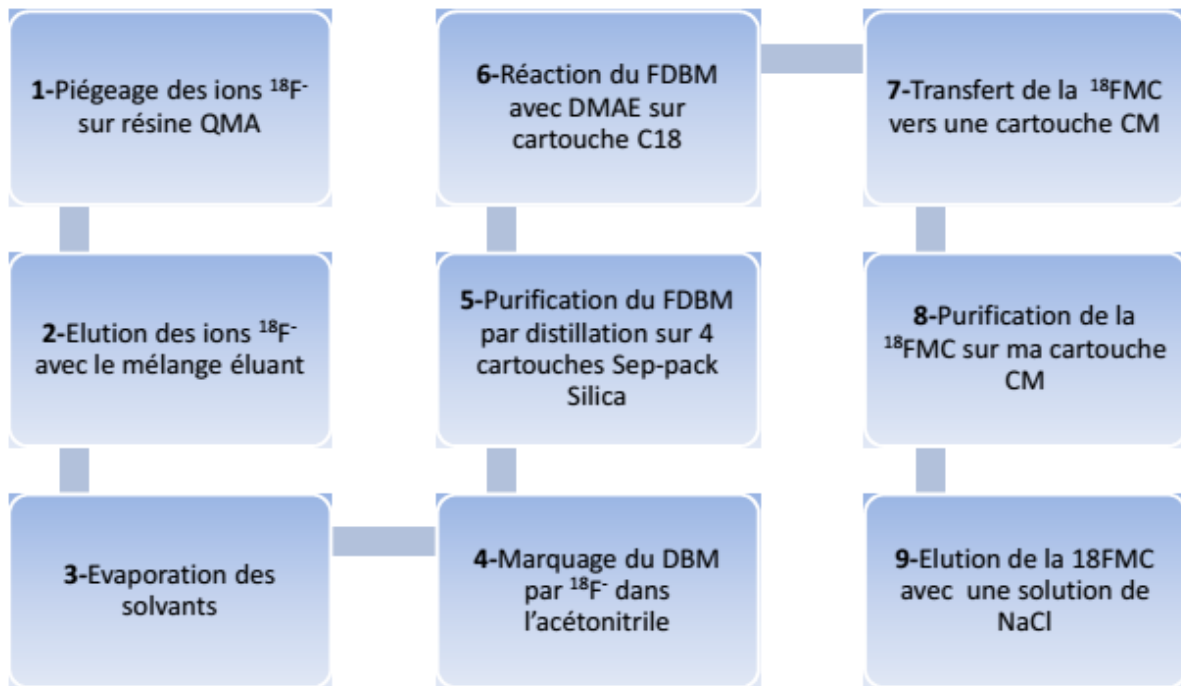 1-Piégeage des ions ¹⁸F⁻
sur résine QMA
2-Elution des ions ¹⁸F⁻
avec le mélange éluant
3-Evaporation des
solvants
4-Marquage du DBM
par ¹⁸F⁻ dans
l’acétonitrile
5-Purification du FDBM
par distillation sur 4
cartouches Sep-pack
Silica
6-Réaction du FDBM
avec DMAE sur
cartouche C18
7-Transfert de la ¹⁸FMC
vers une cartouche CM
8-Purification de la
¹⁸FMC sur ma cartouche
CM
9-Elution de la 18FMC
avec une solution de
NaCl